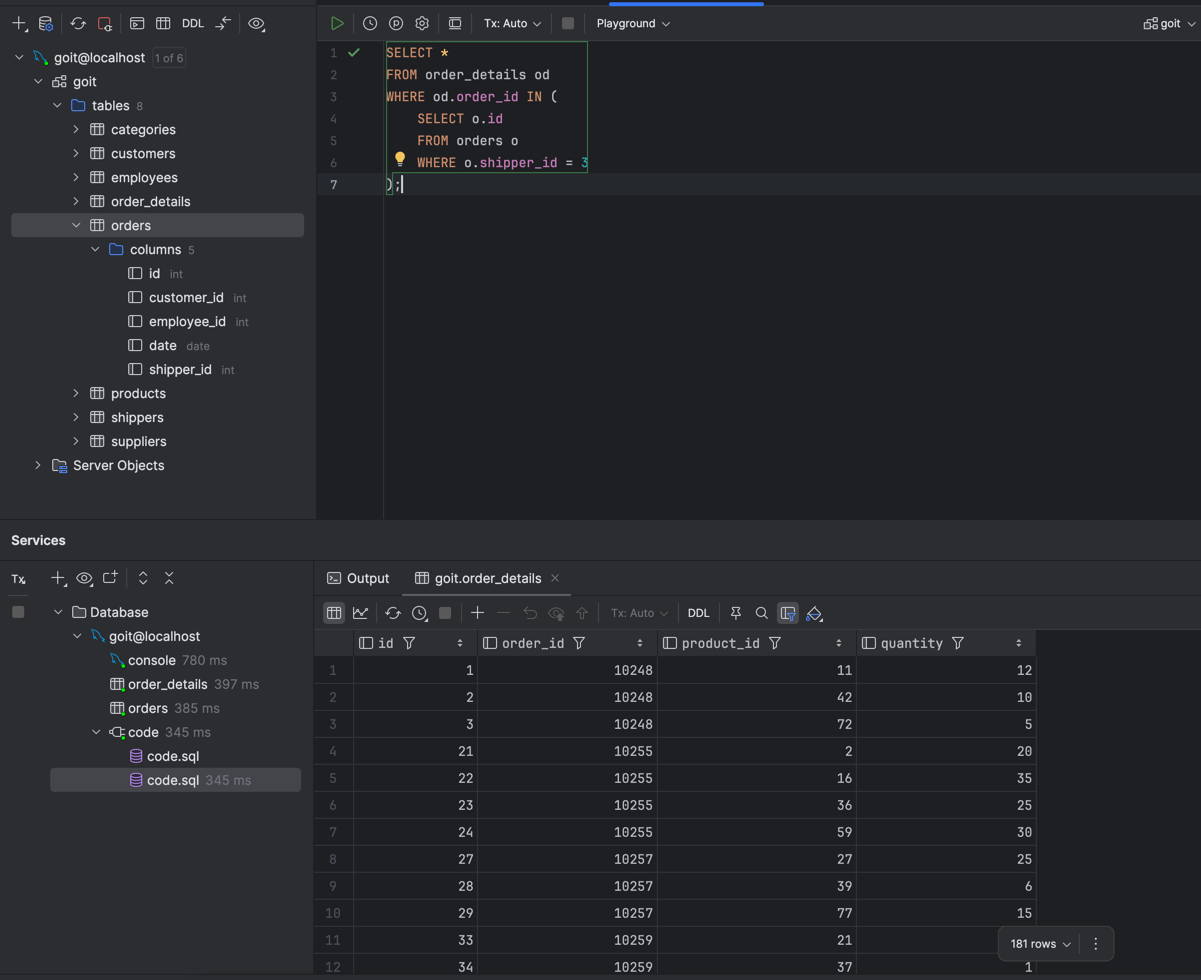 DDL
Tx: Auto
Playground
goit
goit@localhost 1 of 6
goit
tables 8
categories
customers
employees
order_details
orders
columns 5
id int
customer_id int
employee_id int
date date
shipper_id int
products
shippers
suppliers
Server Objects
1 SELECT *
2 FROM order_details od
3 WHERE od.order_id IN (
4 SELECT o.id
5 FROM orders o
6 WHERE o.shipper_id = 3
7 );
Services
Tx
Database
goit@localhost
console 780 ms
order_details 397 ms
orders 385 ms
code 345 ms
code.sql
code.sql 345 ms
Output goit.order_details
Tx: Auto DDL
id order_id product_id quantity
1 1 10248 11 12
2 2 10248 42 10
3 3 10248 72 5
4 21 10255 2 20
5 22 10255 16 35
6 23 10255 36 25
7 24 10255 59 30
8 27 10257 27 25
9 28 10257 39 6
10 29 10257 77 15
11 33 10259 21
12 34 10259 37 1
181 rows